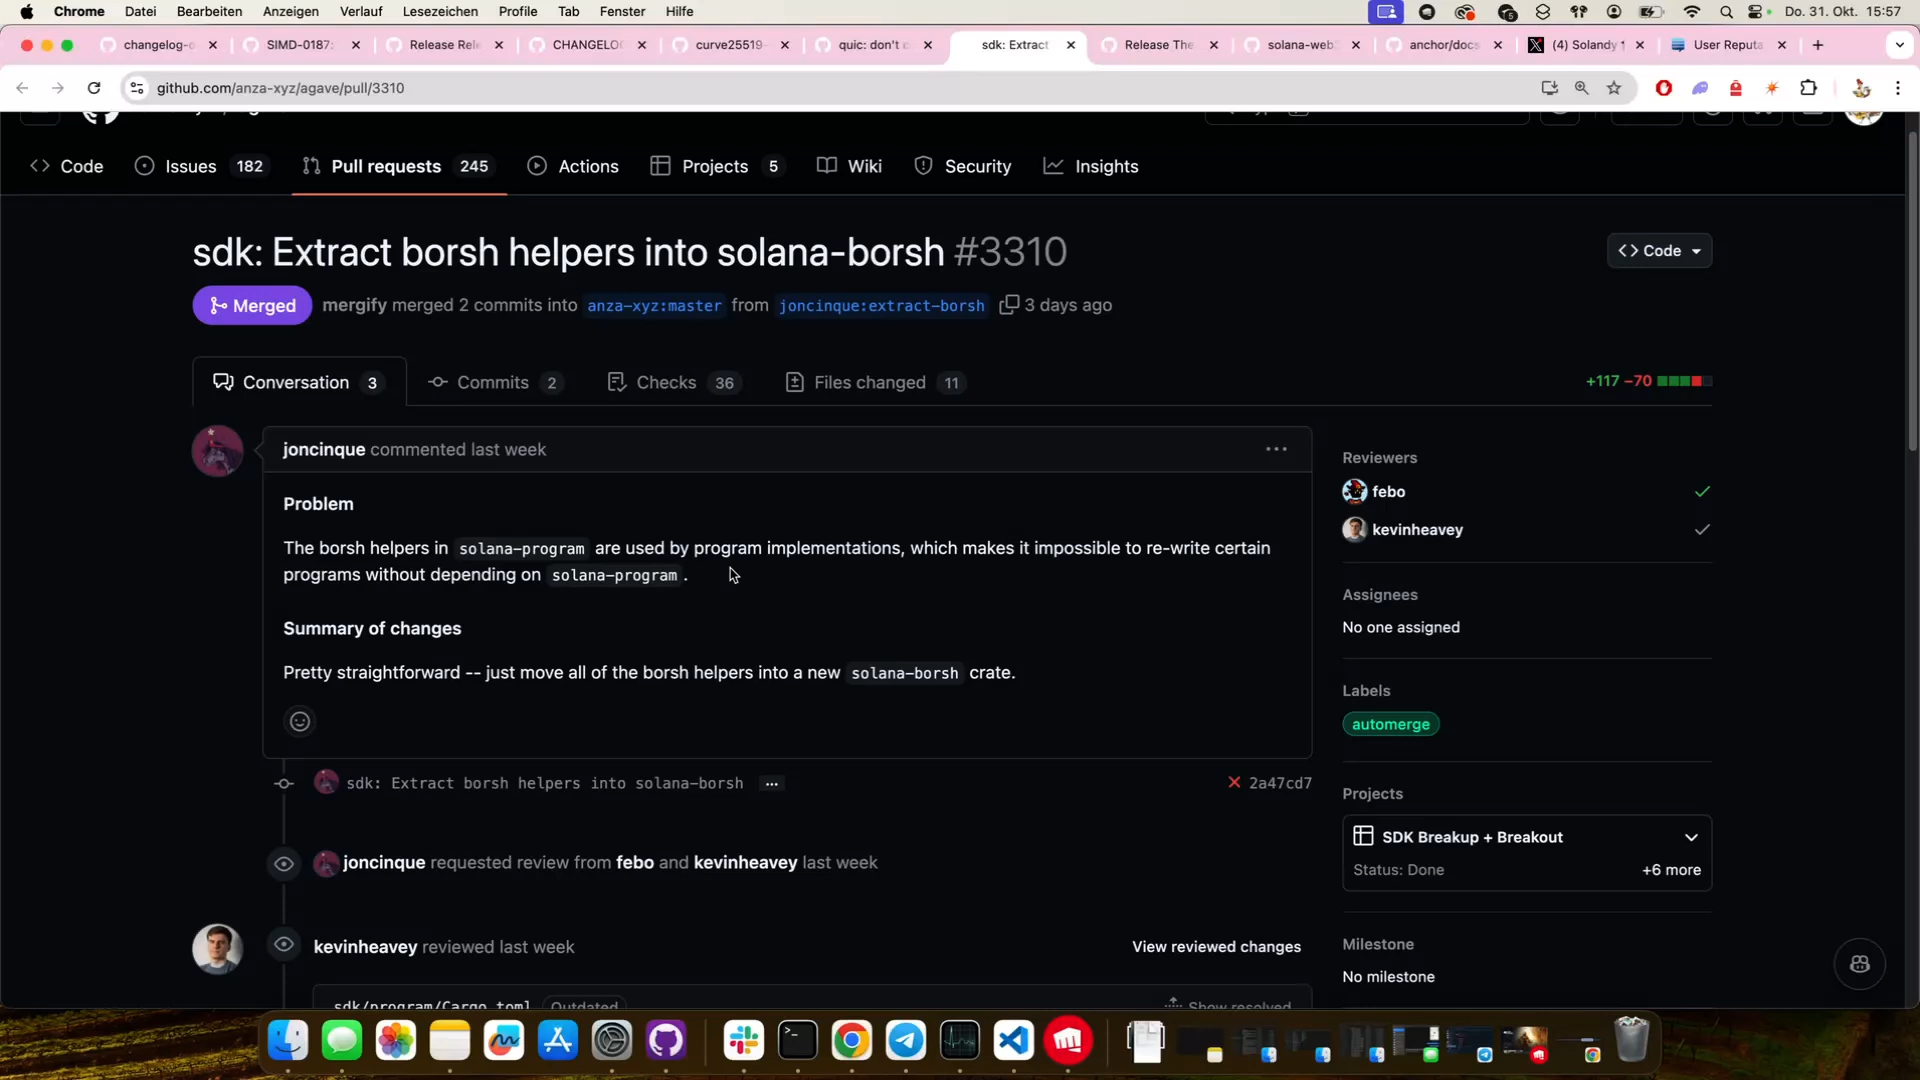 Chrome Datei Bearbeiten Anzeigen Verlauf Lesezeichen Profile Tab Fenster Hilfe Do. 31. Okt. 15:57
changelog-o SIMD-0187: Release Rel CHANGELOG curve25519- quic: don't c sdk: Extract Release The solana-web3 anchor/docs (4) Solandy User Reputa
github.com/anza-xyz/agave/pull/3310
Code Issues 182 Pull requests 245 Actions Projects 5 Wiki Security Insights
sdk: Extract borsh helpers into solana-borsh #3310
Code
Merged mergify merged 2 commits into anza-xyz:master from joncinque:extract-borsh 3 days ago
Conversation 3 Commits 2 Checks 36 Files changed 11
+117 −70
joncinque commented last week
Problem
The borsh helpers in solana-program are used by program implementations, which makes it impossible to re-write certain
programs without depending on solana-program.
Summary of changes
Pretty straightforward -- just move all of the borsh helpers into a new solana-borsh crate.
sdk: Extract borsh helpers into solana-borsh ... 2a47cd7
joncinque requested review from febo and kevinheavey last week
kevinheavey reviewed last week View reviewed changes
sdk/program/Cargo.toml Outdated Show resolved
Reviewers
febo
kevinheavey
Assignees
No one assigned
Labels
automerge
Projects
SDK Breakup + Breakout
Status: Done +6 more
Milestone
No milestone